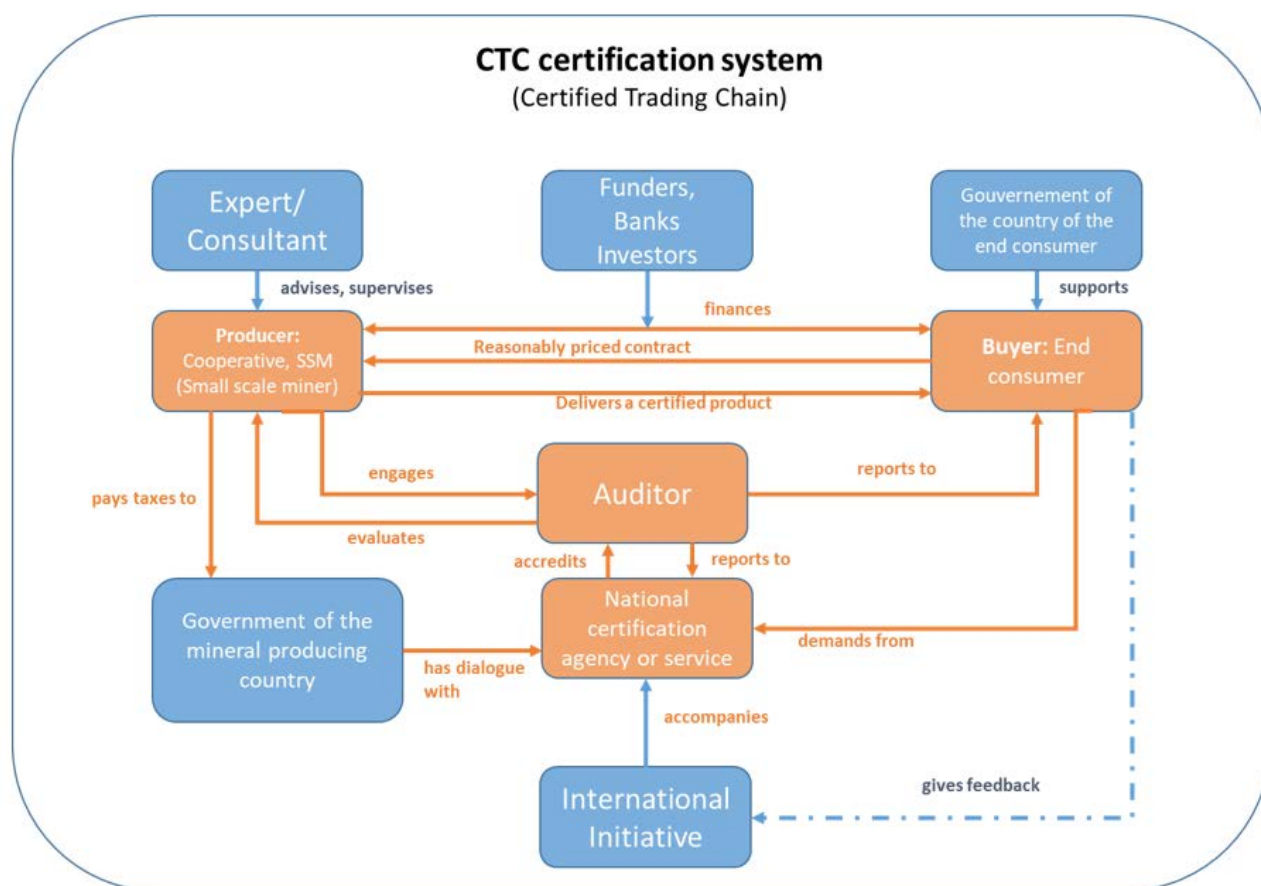 CTC certification system
(Certified Trading Chain)
Expert/
Consultant
Funders,
Banks
Investors
Gouvernement of
the country of the
end consumer
advises, supervises
supports
finances
Producer:
Cooperative, SSM
(Small scale miner)
Reasonably priced contract
Buyer: End
consumer
Delivers a certified product
engages
Auditor
reports to
pays taxes to
evaluates
accredits
reports to
Government of the
mineral producing
country
National
certification
agency or service
demands from
has dialogue
with
accompanies
International
Initiative
gives feedback